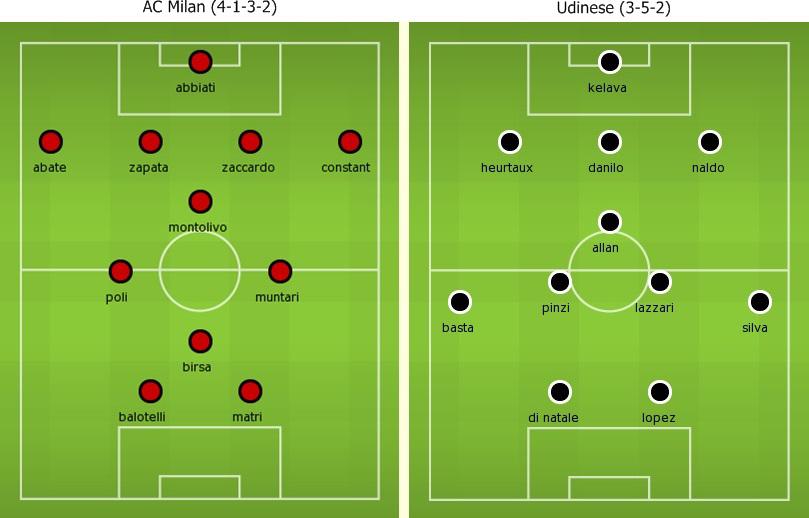 AC Milan (4-1-3-2)
abbiati
abate zapata zaccardo constant
montolivo
poli muntari
birsa
balotelli matri
Udinese (3-5-2)
kelava
heurtaux danilo naldo
allan
pinzi lazzari
basta silva
di natale lopez